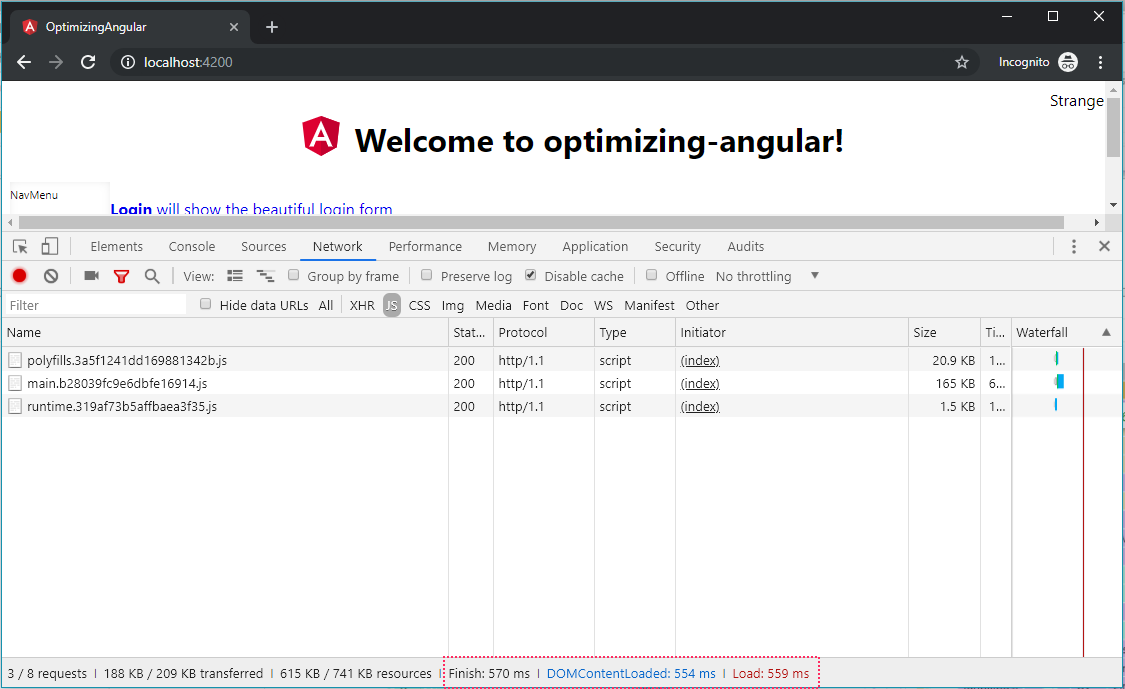 OptimizingAngular
localhost:4200
Incognito
Strange
Welcome to optimizing-angular!
NavMenu
Login will show the beautiful login form
Elements Console Sources Network Performance Memory Application Security Audits
View: Group by frame Preserve log Disable cache Offline No throttling
Filter Hide data URLs All XHR JS CSS Img Media Font Doc WS Manifest Other
Name Stat... Protocol Type Initiator Size Ti... Waterfall
polyfills.3a5f1241dd169881342b.js 200 http/1.1 script (index) 20.9 KB 1...
main.b28039fc9e6dbfe16914.js 200 http/1.1 script (index) 165 KB 6...
runtime.319af73b5affbaea3f35.js 200 http/1.1 script (index) 1.5 KB 1...
3 / 8 requests | 188 KB / 209 KB transferred | 615 KB / 741 KB resources | Finish: 570 ms | DOMContentLoaded: 554 ms | Load: 559 ms